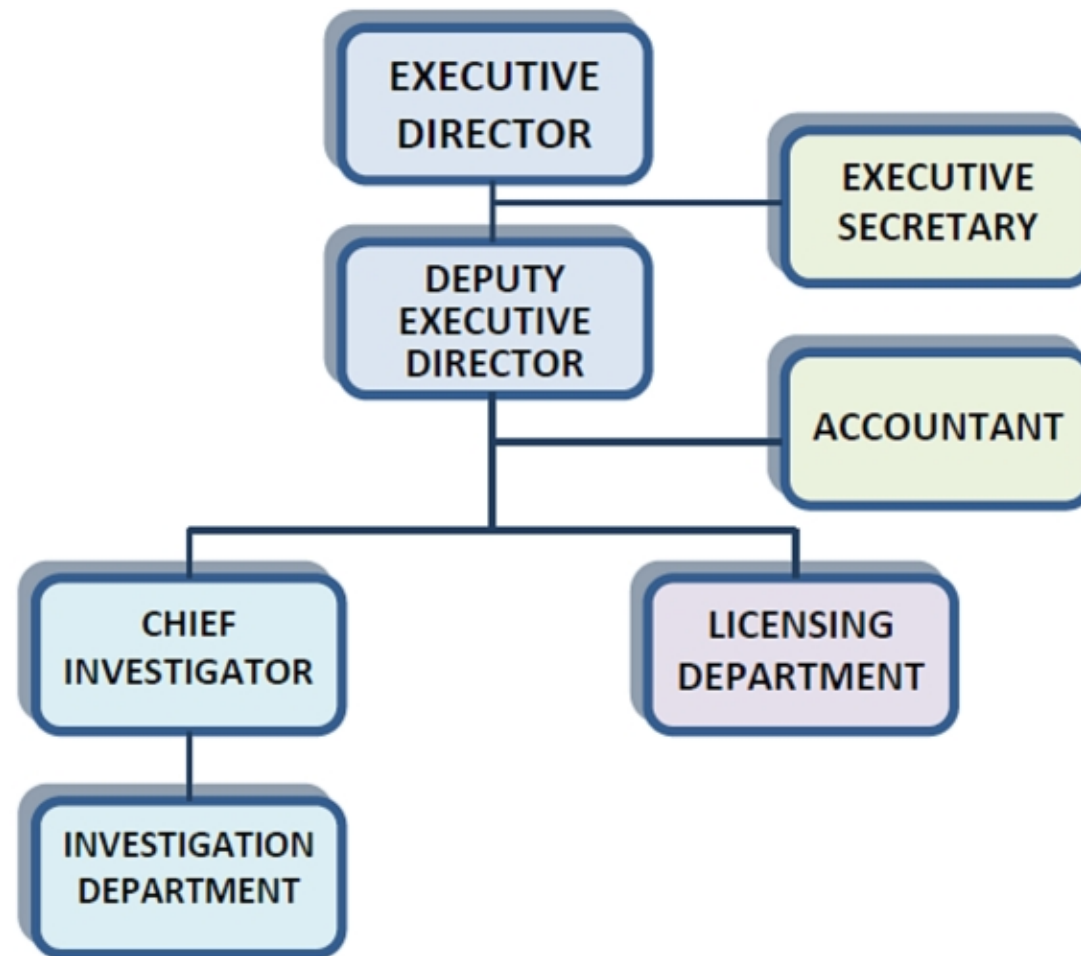 EXECUTIVE
DIRECTOR
EXECUTIVE
SECRETARY
DEPUTY
EXECUTIVE
DIRECTOR
ACCOUNTANT
CHIEF
INVESTIGATOR
LICENSING
DEPARTMENT
INVESTIGATION
DEPARTMENT